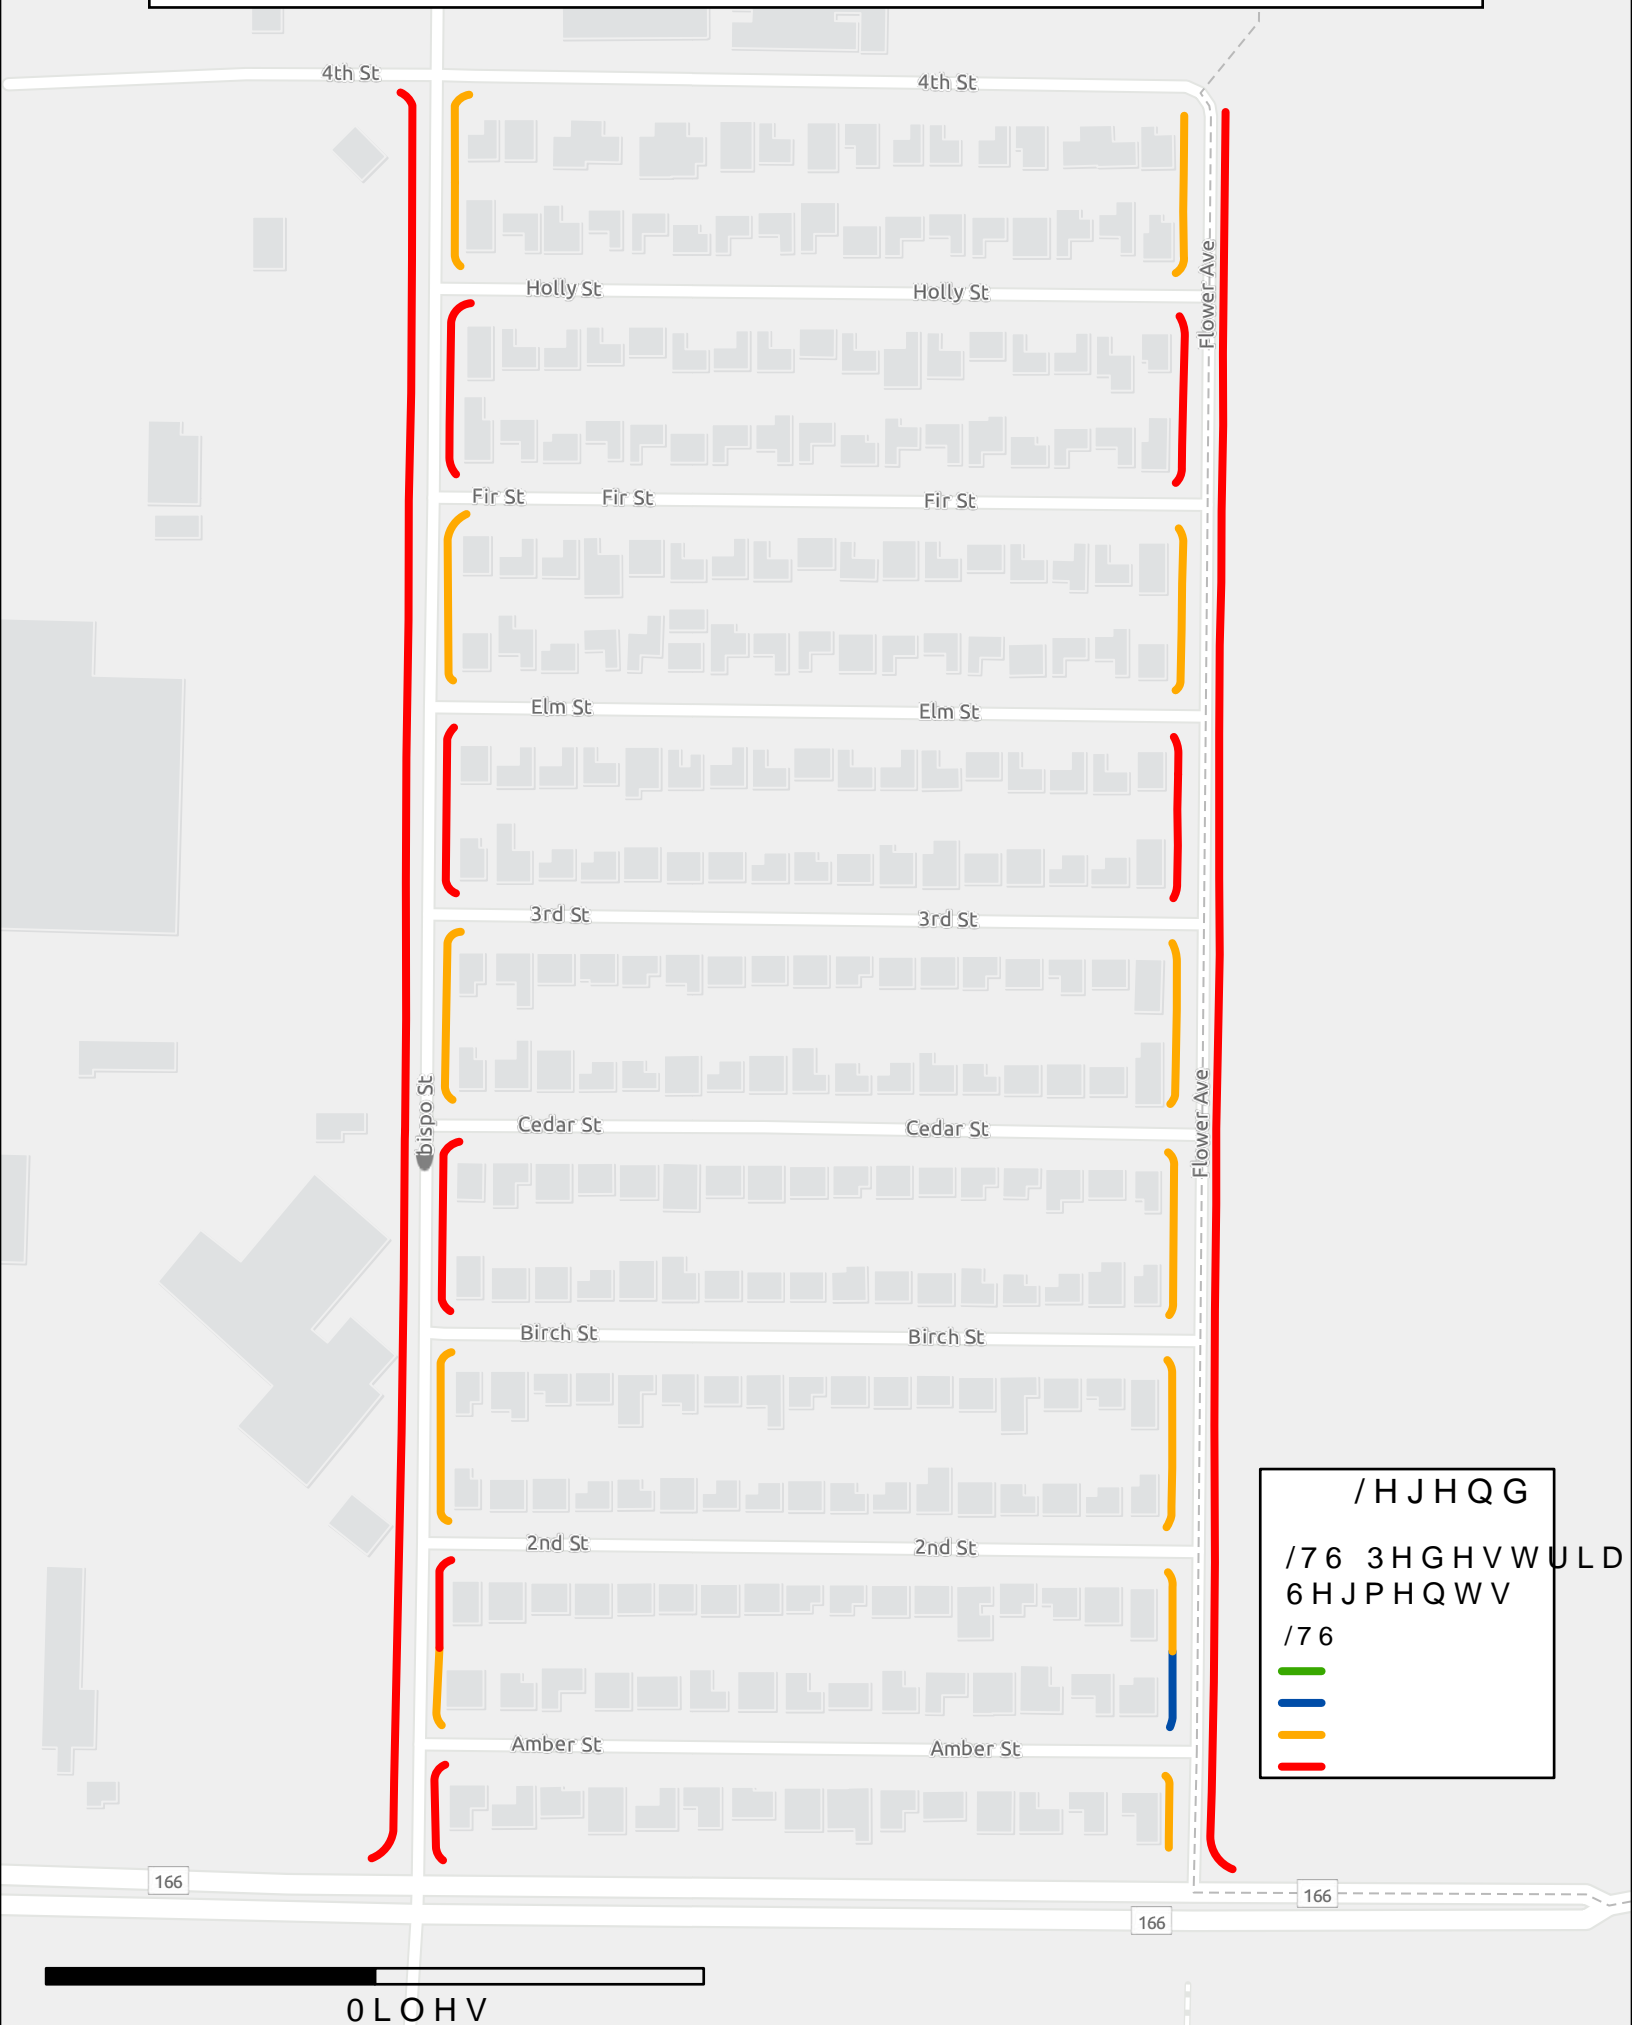 4th St
4th St
Flower Ave
Holly St
Holly St
Fir St
Fir St
Fir St
Elm St
Elm St
3rd St
3rd St
bispo St
Flower Ave
Cedar St
Cedar St
Birch St
Birch St
/HJHQG
2nd St
2nd St
/76 3HGHVWULD
6HJPHQWV
/76
Amber St
Amber St
166
166
166
0LOHV